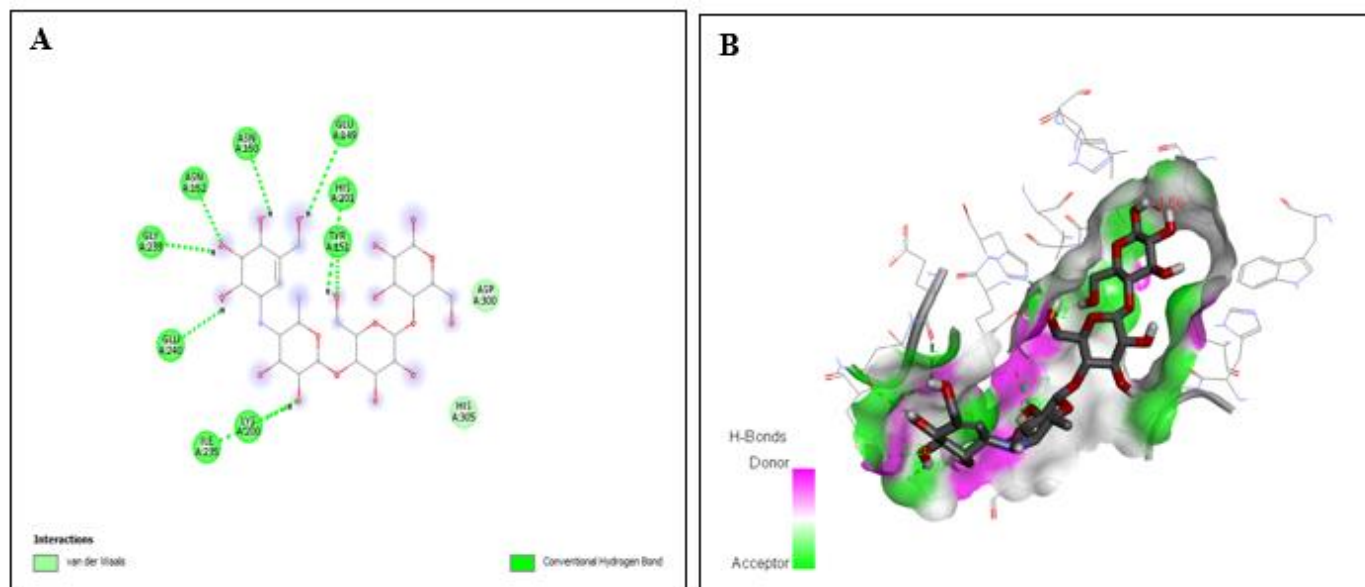 A
GLU
A:149
ASN
ASN
A:152
HIS
A:201
TYR
A:151
GLY
A:239
ASP
A:300
GLU
A:240
HIS
A:305
LYS
A:200
ILE
A:235
Interactions
van der Waals
Conventional Hydrogen Bond
B
H-Bonds
Donor
Acceptor